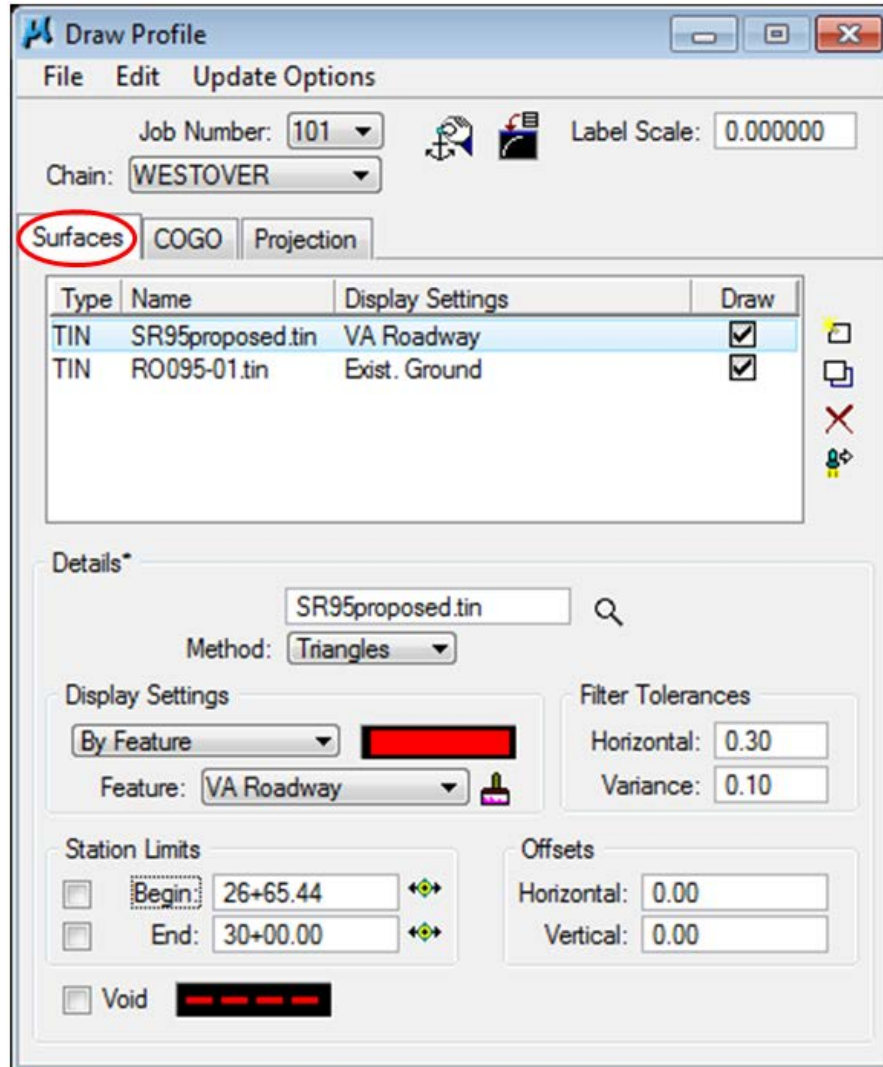 Draw Profile
File Edit Update Options
Job Number: 101 Label Scale: 0.000000
Chain: WESTOVER
Surfaces COGO Projection
Type Name Display Settings Draw
TIN SR95proposed.tin VA Roadway
TIN RO095-01.tin Exist. Ground
Details*
SR95proposed.tin
Method: Triangles
Display Settings Filter Tolerances
By Feature Horizontal: 0.30
Feature: VA Roadway Variance: 0.10
Station Limits Offsets
Begin: 26+65.44 Horizontal: 0.00
End: 30+00.00 Vertical: 0.00
Void